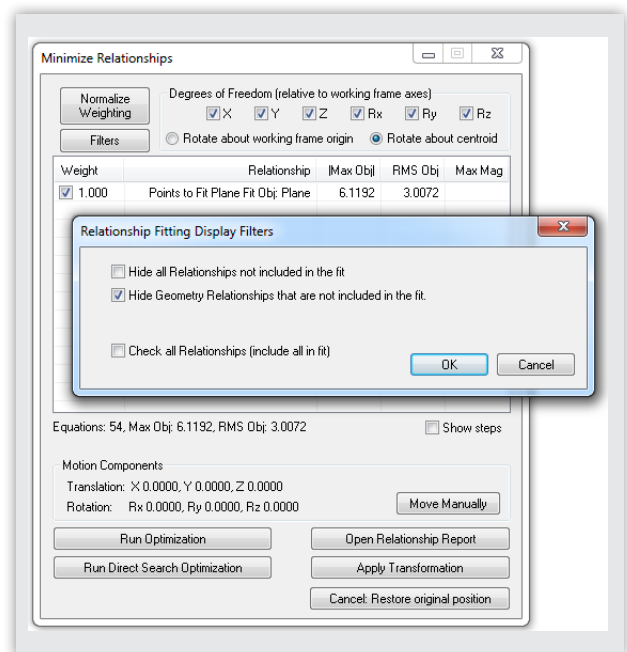 Minimize Relationships
Normalize
Weighting
Degrees of Freedom (relative to working frame axes)
X Y Z Rx Ry Rz
Filters
Rotate about working frame origin Rotate about centroid
Weight Relationship |Max Obj| RMS Obj Max Mag
1.000 Points to Fit Plane Fit Obj: Plane 6.1192 3.0072
Relationship Fitting Display Filters
Hide all Relationships not included in the fit
Hide Geometry Relationships that are not included in the fit.
Check all Relationships (include all in fit)
OK Cancel
Equations: 54, Max Obj: 6.1192, RMS Obj: 3.0072 Show steps
Motion Components
Translation: X 0.0000, Y 0.0000, Z 0.0000
Rotation: Rx 0.0000, Ry 0.0000, Rz 0.0000 Move Manually
Run Optimization Open Relationship Report
Run Direct Search Optimization Apply Transformation
Cancel: Restore original position